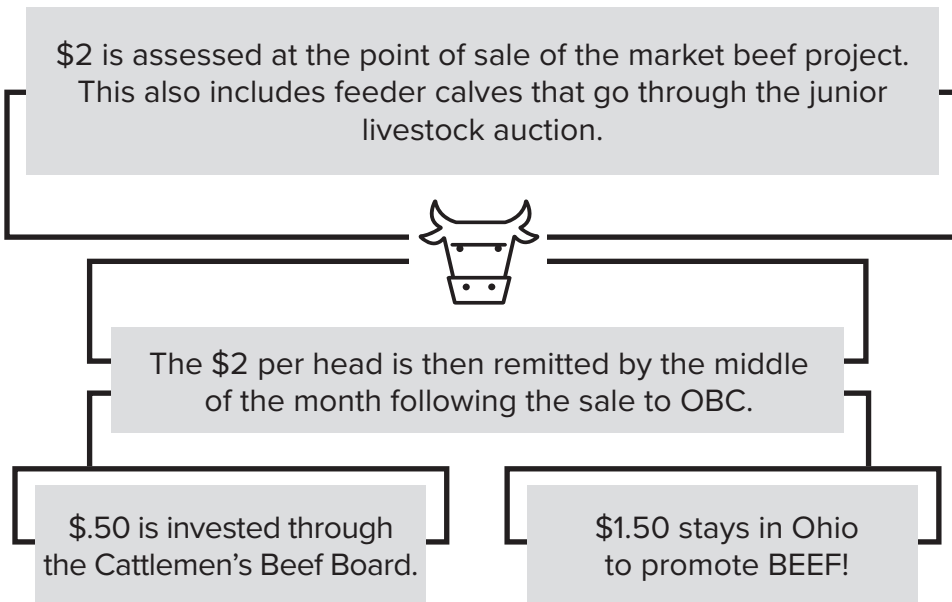 $2 is assessed at the point of sale of the market beef project.
This also includes feeder calves that go through the junior
livestock auction.
The $2 per head is then remitted by the middle
of the month following the sale to OBC.
$.50 is invested through
the Cattlemen’s Beef Board.
$1.50 stays in Ohio
to promote BEEF!